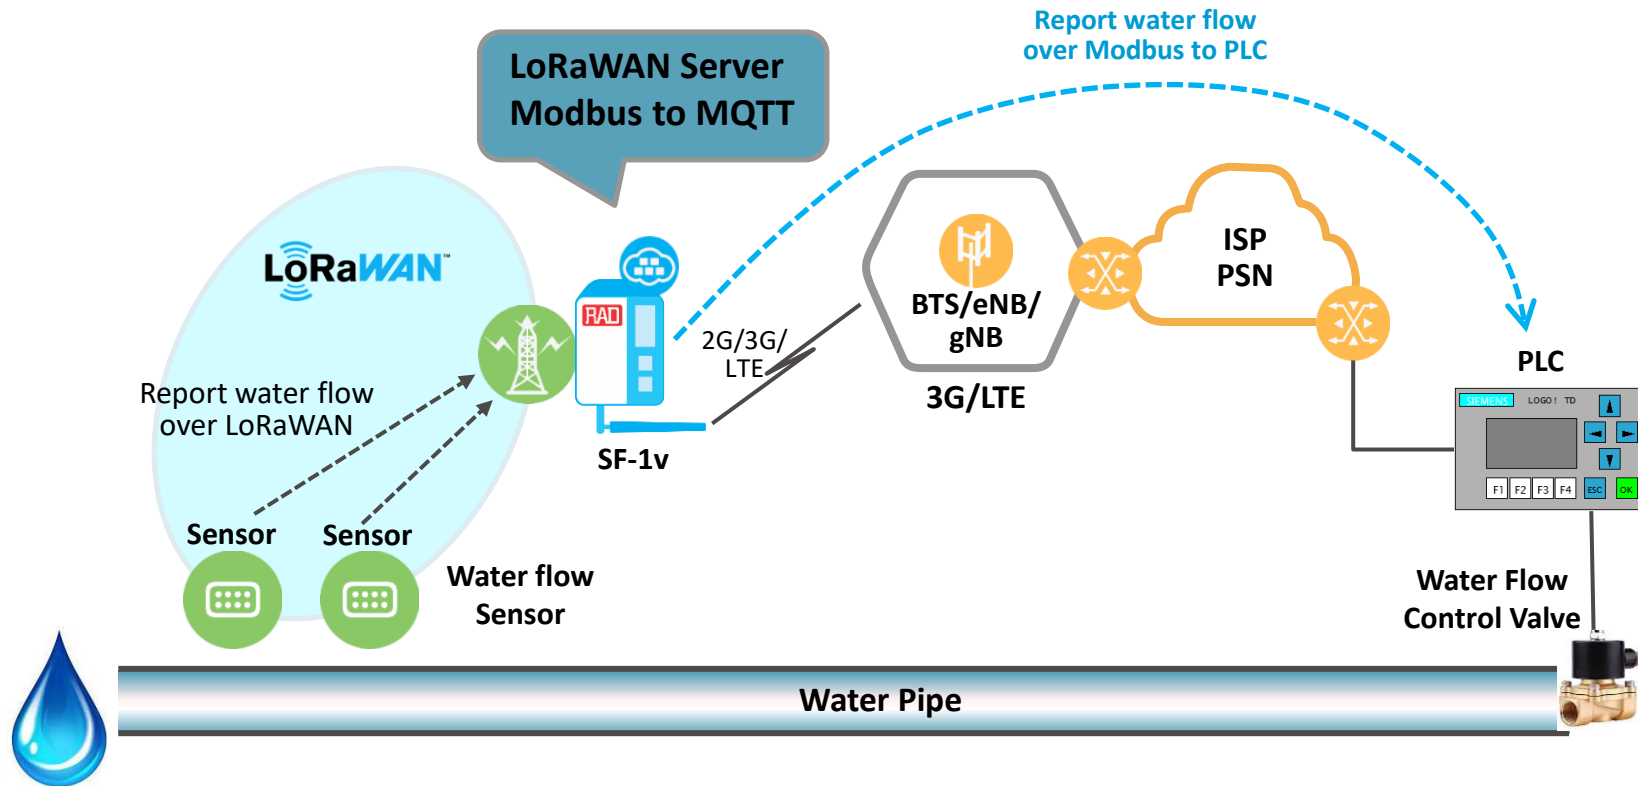 Report water flow
over Modbus to PLC
LoRaWAN Server
Modbus to MQTT
LoRaWAN™
RAD
ISP
PSN
BTS/eNB/
gNB
2G/3G/
LTE
3G/LTE
PLC
SIEMENS
LOGO! TD
F1 F2 F3 F4 ESC OK
Report water flow
over LoRaWAN
SF-1v
Sensor
Sensor
Water flow
Sensor
Water Flow
Control Valve
Water Pipe